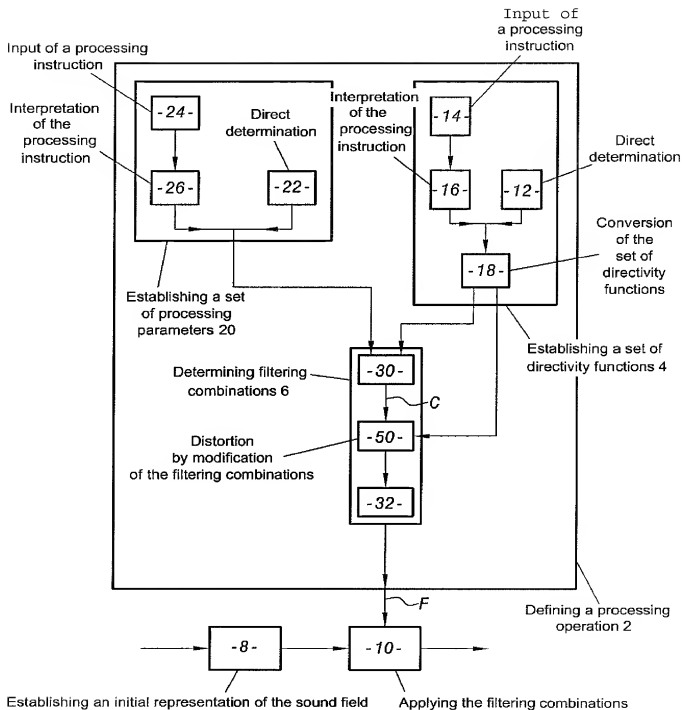 Input of
a processing
instruction
Input of a processing
instruction
-24-
Interpretation
of the
processing
instruction
Direct
determination
-26-
-22-
Interpretation
of the
processing
instruction
-14-
Direct
determination
-16-
-12-
Conversion
of the
set of
directivity
functions
-18-
Establishing a set
of processing
parameters 20
Establishing a set of
directivity functions 4
Determining filtering
combinations 6
-30-
C
Distortion
by modification
of the filtering combinations
-50-
-32-
F
Defining a processing
operation 2
-8-
-10-
Establishing an initial representation of the sound field
Applying the filtering combinations